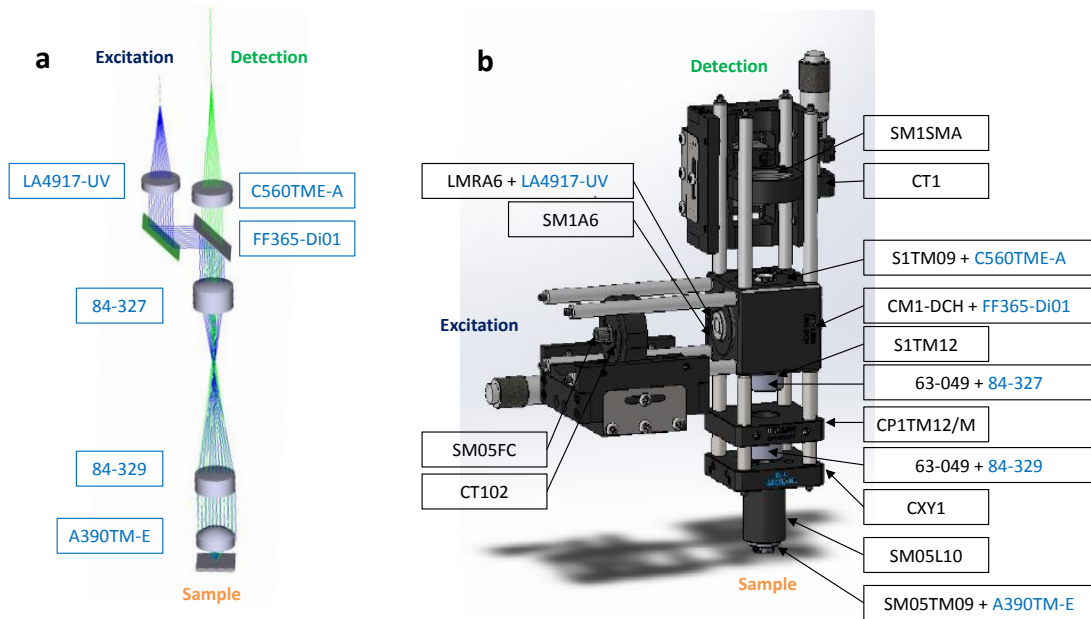 a
Excitation
Detection
LA4917-UV
C560TME-A
FF365-Di01
84-327
84-329
A390TM-E
Sample
b
Detection
SM1SMA
CT1
LMRA6 + LA4917-UV
SM1A6
S1TM09 + C560TME-A
CM1-DCH + FF365-Di01
S1TM12
63-049 + 84-327
CP1TM12/M
63-049 + 84-329
CXY1
SM05L10
SM05TM09 + A390TM-E
Excitation
SM05FC
CT102
Sample